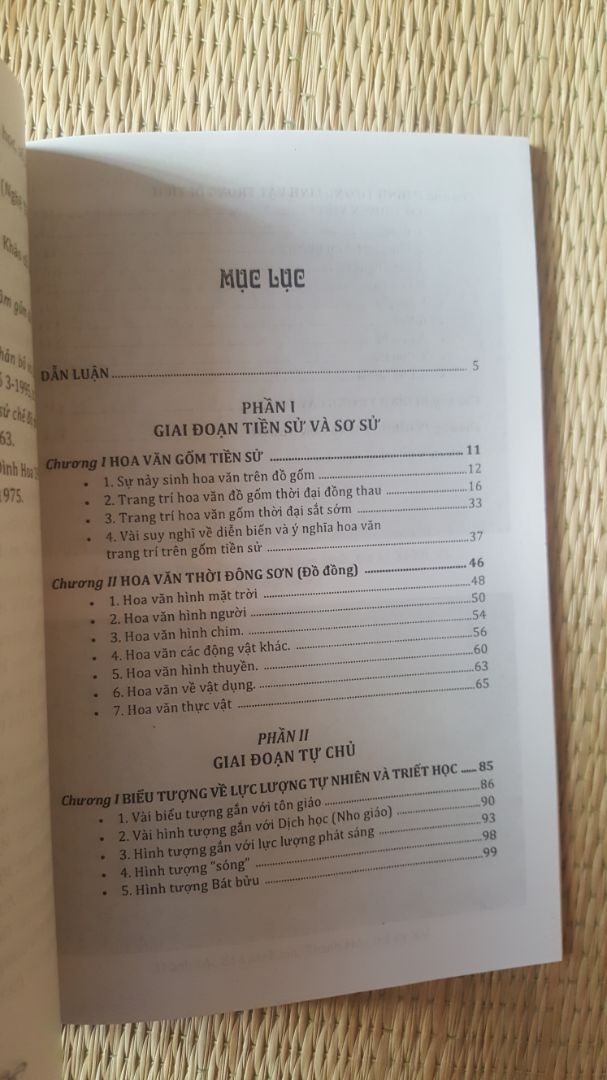 MỤC LỤC
DẪN LUẬN 5
PHẦN I
GIAI ĐOẠN TIỀN SỬ VÀ SƠ SỬ
Chương I HOA VĂN GỐM TIỀN SỬ 11
• 1. Sự nảy sinh hoa văn trên đồ gốm 12
• 2. Trang trí hoa văn đồ gốm thời đại đồng thau 16
• 3. Trang trí hoa văn gốm thời đại sắt sớm 33
• 4. Vài suy nghĩ về diễn biến và ý nghĩa hoa văn
trang trí trên gốm tiền sử 37
Chương II HOA VĂN THỜI ĐÔNG SƠN (Đồ đồng) 46
• 1. Hoa văn hình mặt trời 48
• 2. Hoa văn hình người 50
• 3. Hoa văn hình chim. 54
• 4. Hoa văn các động vật khác. 56
• 5. Hoa văn hình thuyền. 60
• 6. Hoa văn về vật dụng. 63
• 7. Hoa văn thực vật 65
PHẦN II
GIAI ĐOẠN TỰ CHỦ
Chương I BIỂU TƯỢNG VỀ LỰC LƯỢNG TỰ NHIÊN VÀ TRIẾT HỌC 85
• 1. Vài biểu tượng gắn với tôn giáo 86
• 2. Vài hình tượng gắn với Dịch học (Nho giáo) 90
• 3. Hình tượng gắn với lực lượng phát sáng 93
• 4. Hình tượng "sóng" 98
• 5. Hình tượng Bát bửu 99
Khảo
3-1995,
63.
Đình Hoa
1975.